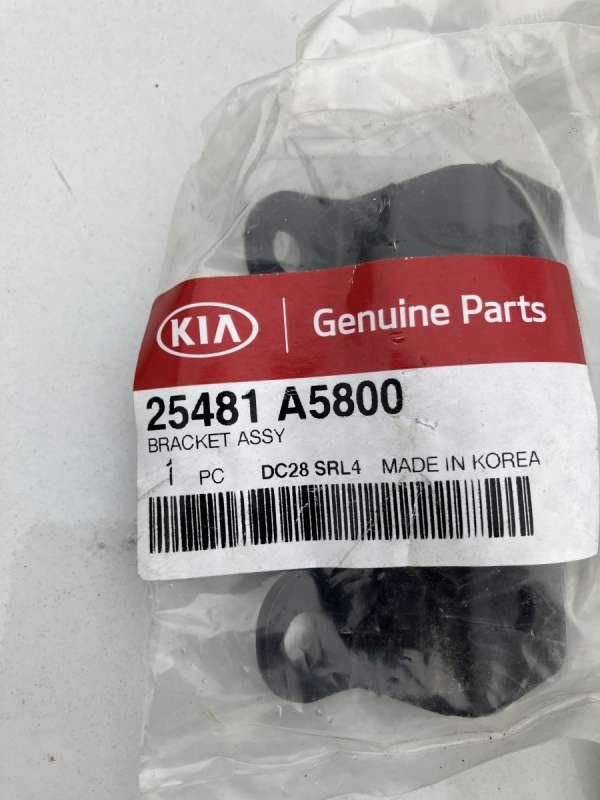 KIA Genuine Parts
25481 A5800
BRACKET ASSY
1 PC DC28 SRL4 MADE IN KOREA